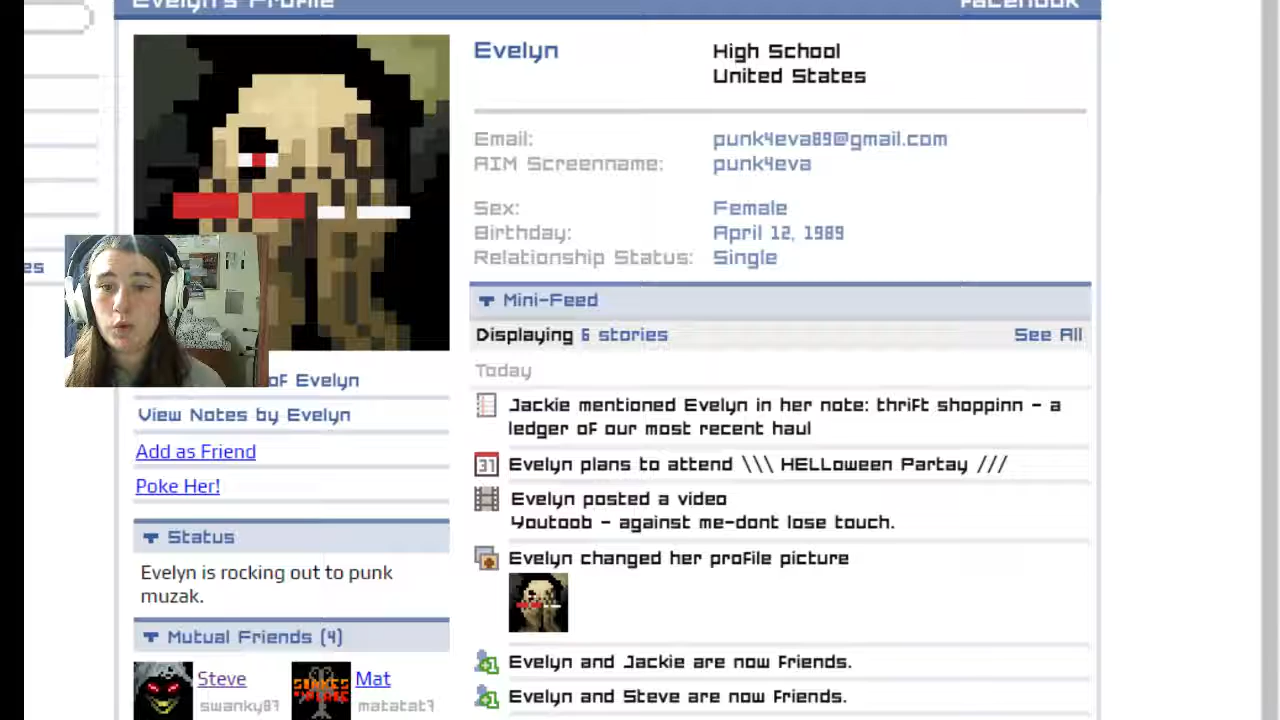 Evelyn's Profile
Facebook
Evelyn
High School
United States
Email: punk4eva89@gmail.com
AIM Screenname: punk4eva
Sex: Female
Birthday: April 12, 1989
Relationship Status: Single
Mini-Feed
Displaying 6 stories
See All
Today
Jackie mentioned Evelyn in her note: thrift shoppinn - a
ledger of our most recent haul
31
Evelyn plans to attend \\\ HELLoween Partay ///
Evelyn posted a video
Youtoob - against me-dont lose touch.
Evelyn changed her profile picture
Evelyn and Jackie are now friends.
Evelyn and Steve are now friends.
es
of Evelyn
View Notes by Evelyn
Add as Friend
Poke Her!
Status
Evelyn is rocking out to punk
muzak.
Mutual Friends (4)
Steve
swanky87
Mat
matatat7